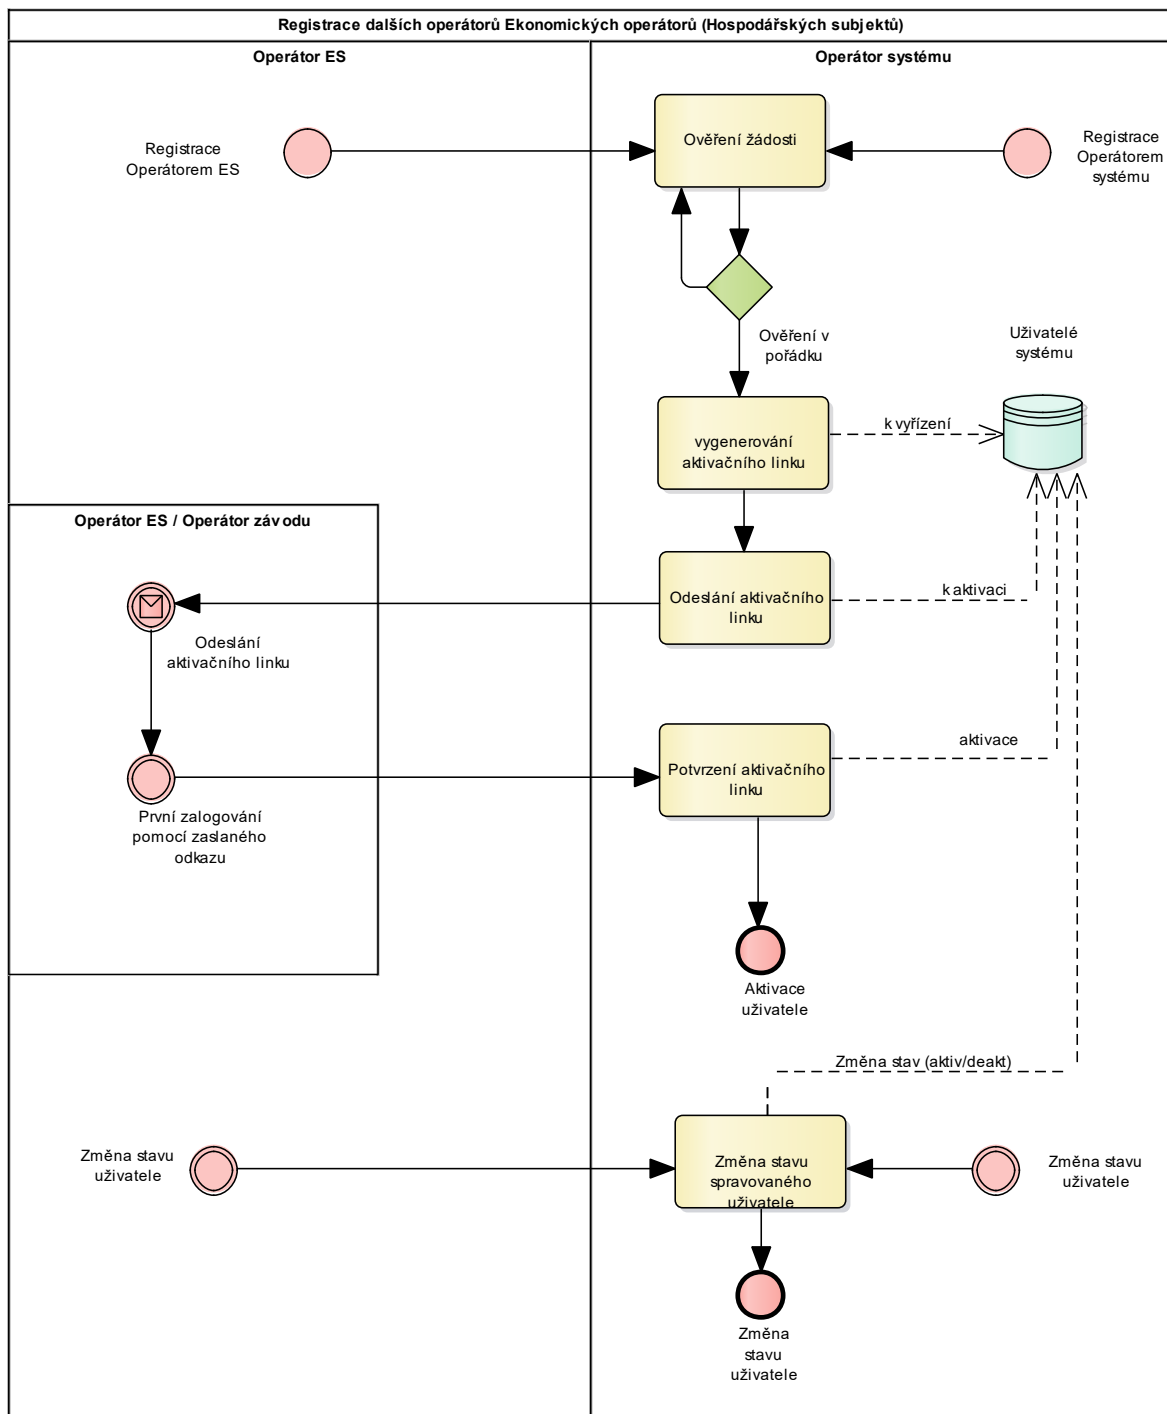 Registrace dalších operátorů Ekonomických operátorů (Hospodářských subjektů)
Operátor ES
Operátor systému
Registrace
Operátorem ES
Ověření žádosti
Registrace
Operátorem
systému
Ověření v
pořádku
Uživatelé
systému
vygenerování
aktivačního linku
k vyřízení
Operátor ES / Operátor závodu
Odeslání aktivačního
linku
k aktivaci
Odeslání
aktivačního linku
Potvrzení aktivačního
linku
aktivace
První zalogování
pomocí zaslaného
odkazu
Aktivace
uživatele
Změna stav (aktiv/deakt)
Změna stavu
uživatele
Změna stavu
spravovaného
uživatele
Změna stavu
uživatele
Změna
stavu
uživatele